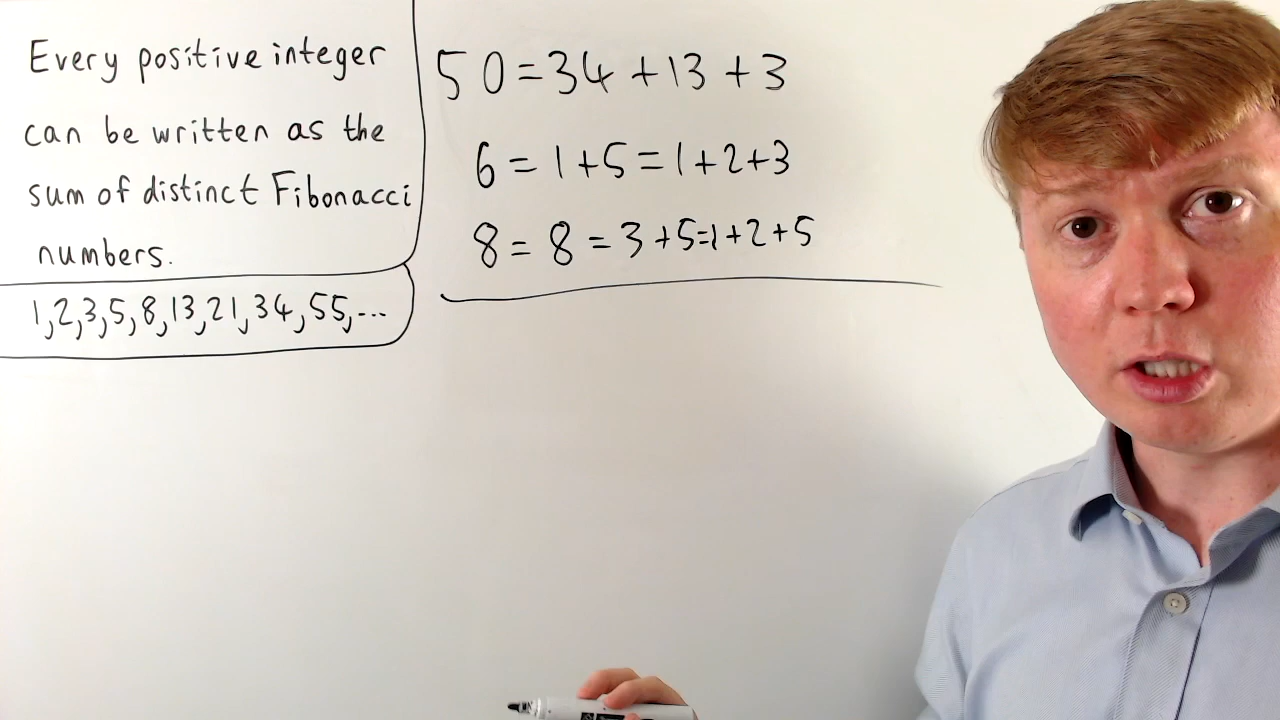 Every positive integer
can be written as the
sum of distinct Fibonacci
numbers.
1,2,3,5,8,13,21,34,55,...
50=34+13+3
6=1+5=1+2+3
8=8=3+5=1+2+5